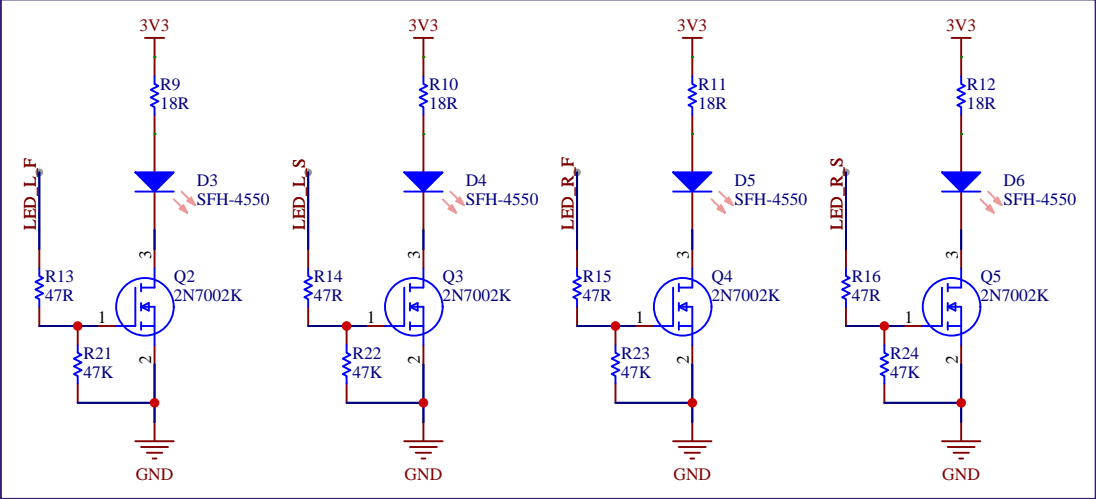 3V3
R9
18R
LED_L_F
D3
SFH-4550
3
R13
47R
Q2
2N7002K
1
R21
47K
2
GND
3V3
R10
18R
LED_L_S
D4
SFH-4550
3
R14
47R
Q3
2N7002K
1
R22
47K
2
GND
3V3
R11
18R
LED_R_F
D5
SFH-4550
3
R15
47R
Q4
2N7002K
1
R23
47K
2
GND
3V3
R12
18R
LED_R_S
D6
SFH-4550
3
R16
47R
Q5
2N7002K
1
R24
47K
2
GND